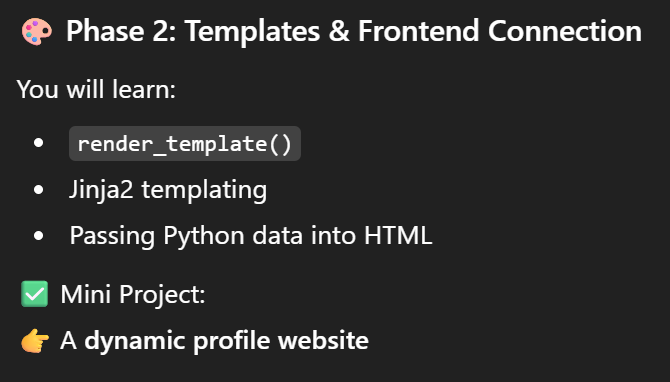 🎨 Phase 2: Templates & Frontend Connection
You will learn:
• render_template()
• Jinja2 templating
• Passing Python data into HTML
✅ Mini Project:
👉 A dynamic profile website